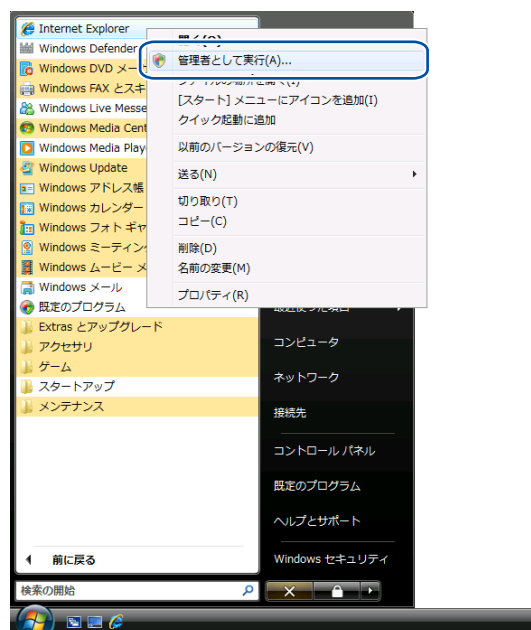 Internet Explorer
Windows Defender
Windows DVD メー
Windows FAX とスキ
Windows Live Messe
Windows Media Cent
Windows Media Play
Windows Update
Windows アドレス帳
Windows カレンダー
Windows フォト ギャ
Windows ミーティン
Windows ムービー メ
Windows メール
既定のプログラム
Extras とアップグレード
アクセサリ
ゲーム
スタートアップ
メンテナンス
前に戻る
検索の開始
管理者として実行(A)...
[スタート] メニューにアイコンを追加(I)
クイック起動に追加
以前のバージョンの復元(V)
送る(N)
切り取り(T)
コピー(C)
削除(D)
名前の変更(M)
プロパティ(R)
コンピュータ
ネットワーク
接続先
コントロール パネル
既定のプログラム
ヘルプとサポート
Windows セキュリティ